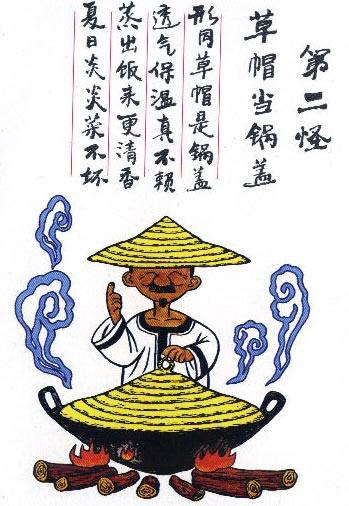 第二怪
草帽当锅盖
形同草帽是锅盖
透气保温真不赖
蒸出饭来更清香
夏日炎炎菜不坏